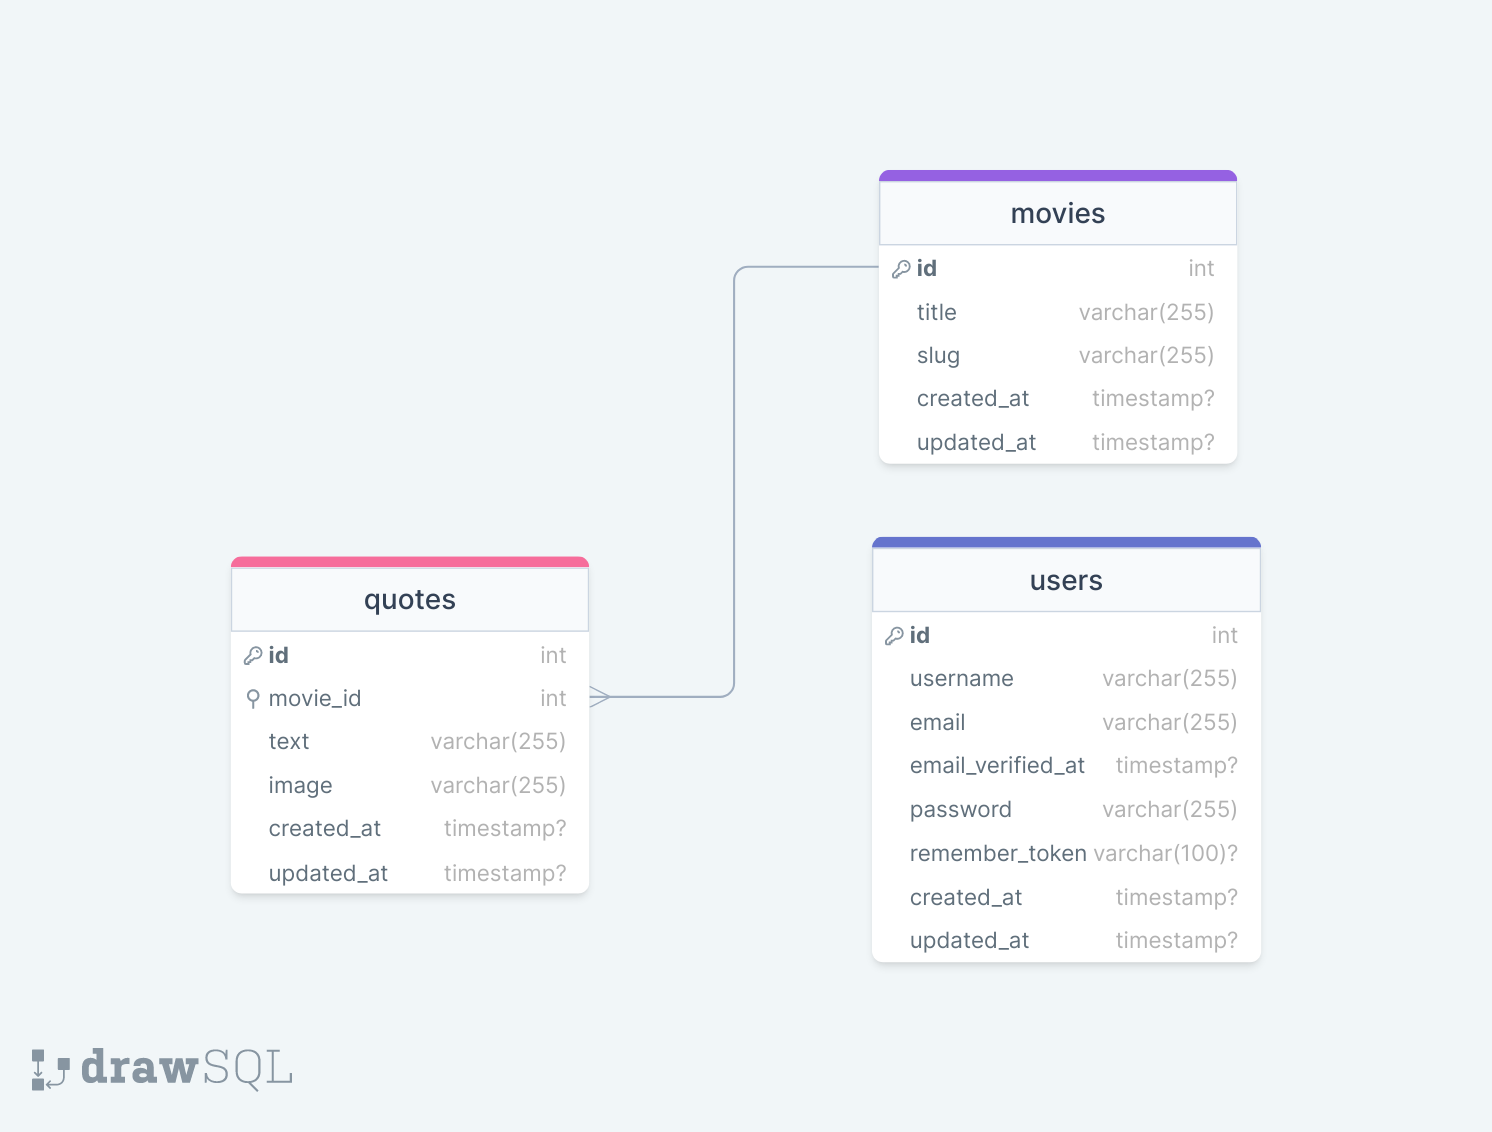 movies
id int
title varchar(255)
slug varchar(255)
created_at timestamp?
updated_at timestamp?
quotes
id int
movie_id int
text varchar(255)
image varchar(255)
created_at timestamp?
updated_at timestamp?
users
id int
username varchar(255)
email varchar(255)
email_verified_at timestamp?
password varchar(255)
remember_token varchar(100)?
created_at timestamp?
updated_at timestamp?
drawSQL